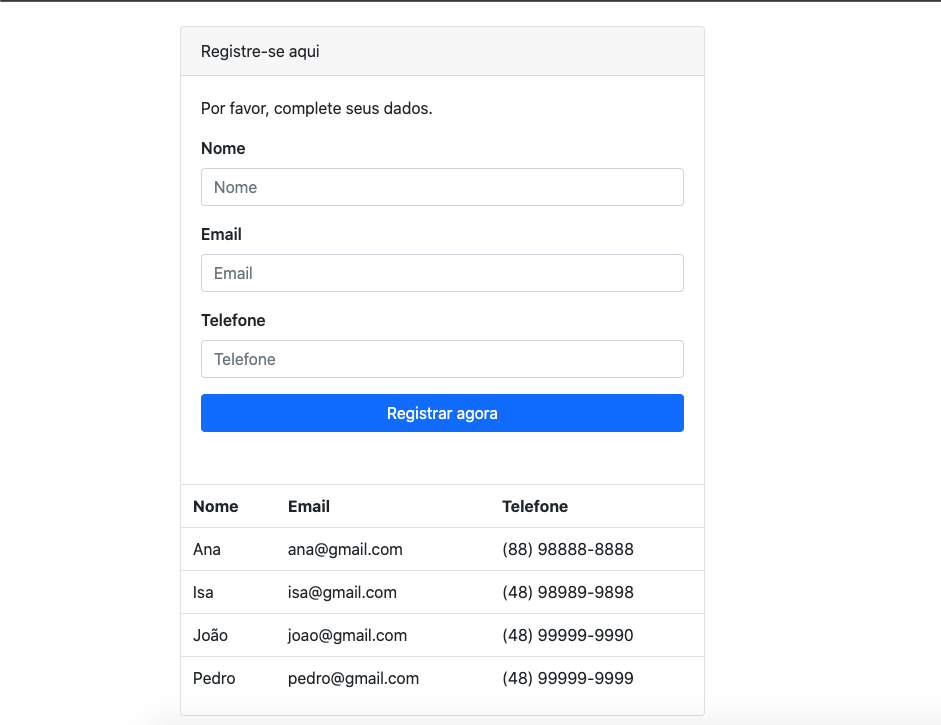 Registre-se aqui
Por favor, complete seus dados.
Nome
Nome
Email
Email
Telefone
Telefone
Registrar agora
Nome Email Telefone
Ana ana@gmail.com (88) 98888-8888
Isa isa@gmail.com (48) 98989-9898
João joao@gmail.com (48) 99999-9990
Pedro pedro@gmail.com (48) 99999-9999